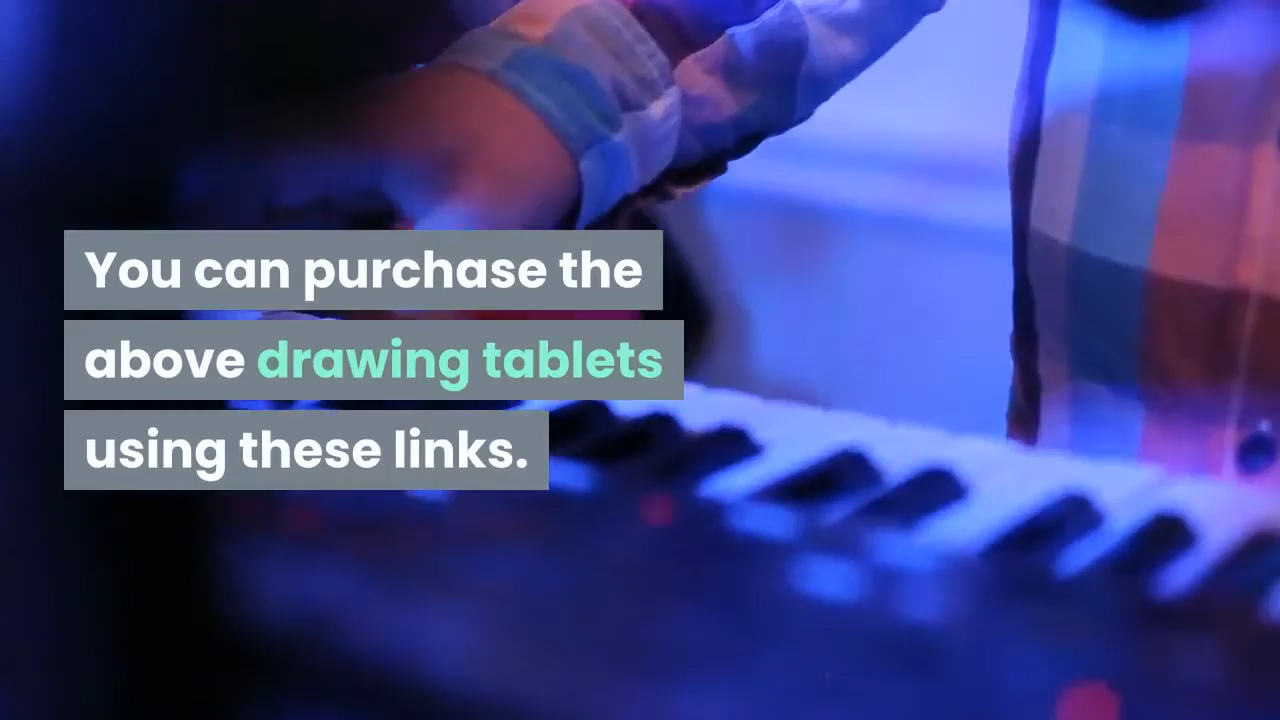 You can purchase the
above drawing tablets
using these links.